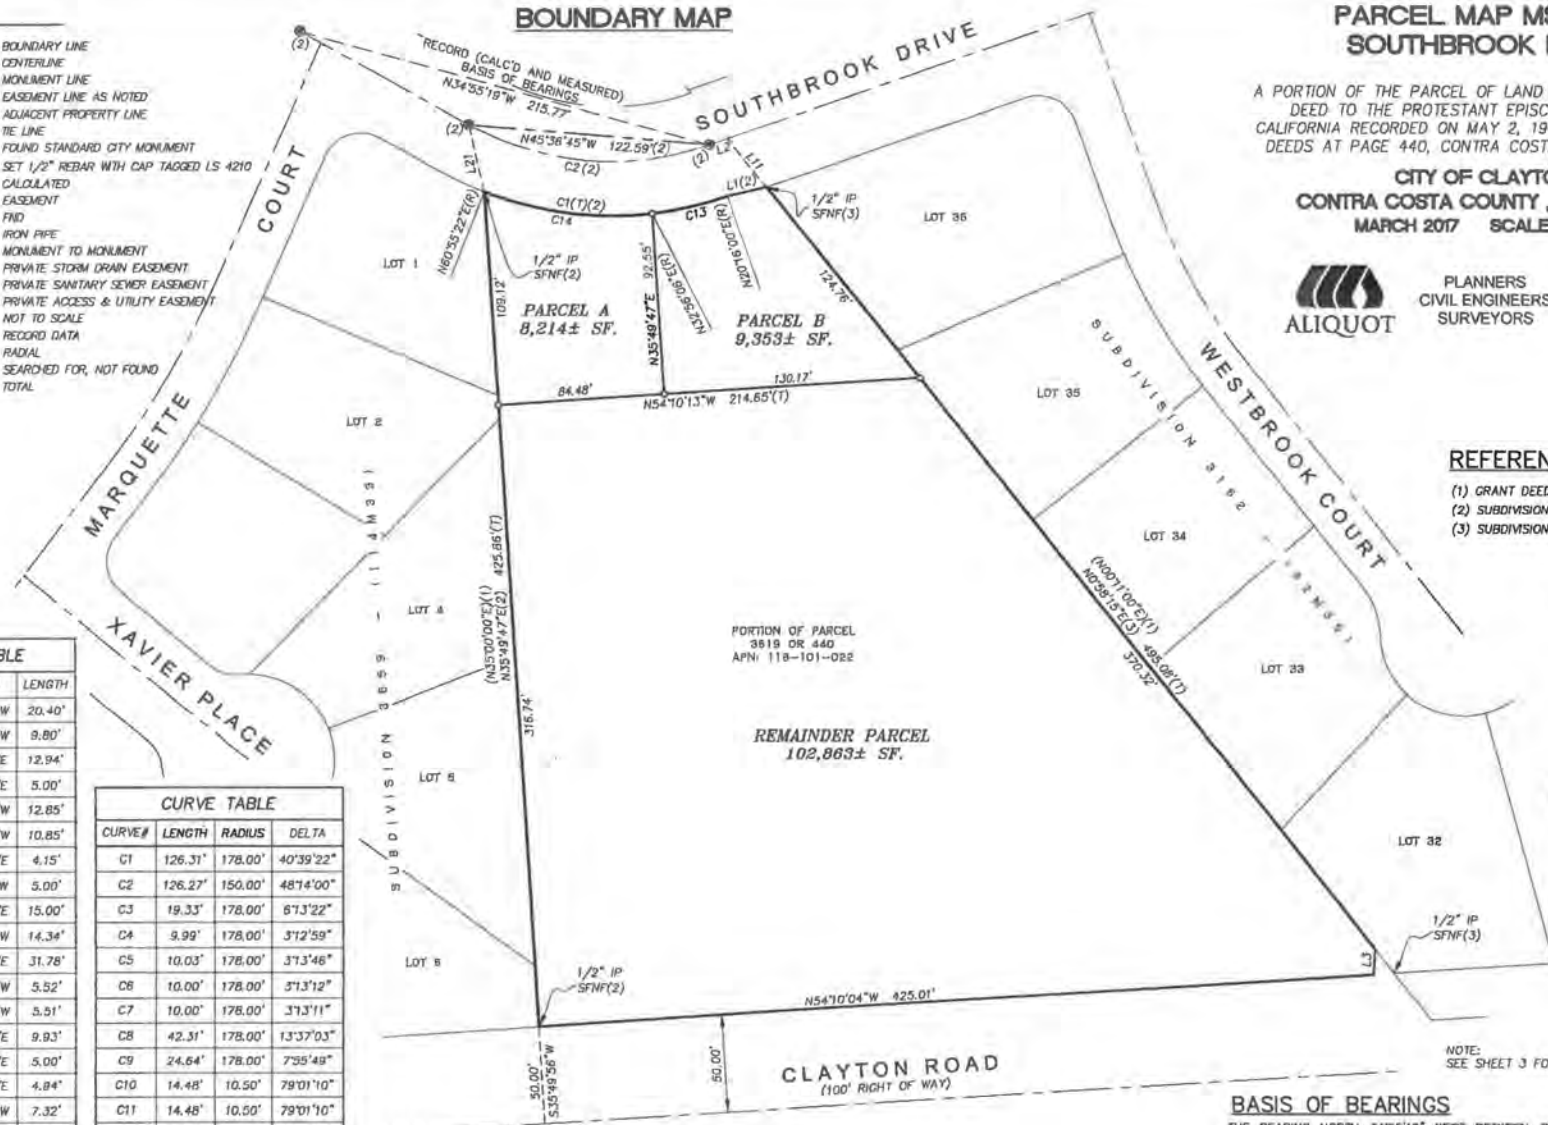 BOUNDARY MAP
BOUNDARY LINE
CENTERLINE
MONUMENT LINE
EASEMENT LINE AS NOTED
ADJACENT PROPERTY LINE
TIE LINE
FOUND STANDARD CITY MONUMENT
SET 1/2" REBAR WITH CAP TAGGED LS 4210
CALCULATED
EASEMENT
FND
IRON PIPE
MONUMENT TO MONUMENT
PRIVATE STORM DRAIN EASEMENT
PRIVATE SANITARY SEWER EASEMENT
PRIVATE ACCESS & UTILITY EASEMENT
NOT TO SCALE
RECORD DATA
RADIAL
SEARCHED FOR, NOT FOUND
TOTAL
PARCEL MAP MS
SOUTHBROOK
A PORTION OF THE PARCEL OF LAND
DEED TO THE PROTESTANT EPISC
CALIFORNIA RECORDED ON MAY 2, 19
DEEDS AT PAGE 440, CONTRA COST
CITY OF CLAYTO
CONTRA COSTA COUNTY ,
MARCH 2017 SCALE
ALIQUOT
PLANNERS
CIVIL ENGINEERS
SURVEYORS
REFEREN
(1) GRANT DEED
(2) SUBDIVISION
(3) SUBDIVISION
(2)
RECORD (CALC'D AND MEASURED)
BASIS OF BEARINGS
N34°55'19"W 215.77'
(2)
N45°36'45"W 122.59'(2)
(2)
C2(2)
SOUTHBROOK DRIVE
L2
L11
L21
L1(2)
C1(T)(2)
C14
C13
1/2" IP
SFNF(3)
1/2" IP
SFNF(2)
N60°55'22"E(R)
N32°56'06"E(R)
N20°16'00"E(R)
109.12'
N35°49'47"E 92.55'
124.76'
PARCEL A
8,214± SF.
PARCEL B
9,353± SF.
84.48'
130.17'
N54°10'13"W 214.65'(T)
MARQUETTE COURT
XAVIER PLACE
WESTBROOK COURT
LOT 1
LOT 2
LOT 4
LOT 5
LOT 6
LOT 36
LOT 35
LOT 34
LOT 33
LOT 32
SUBDIVISION 3659 - (114M39)
SUBDIVISION 3162
(N35°00'00"E)(1)
N35°49'47"E(2) 425.86'(T)
316.74'
(N00°11'00"E)(1)
N0°58'15"E(3) 495.08'(T)
370.32'
PORTION OF PARCEL
3619 OR 440
APN: 118-101-022
REMAINDER PARCEL
102,863± SF.
1/2" IP
SFNF(2)
1/2" IP
SFNF(3)
L3
N54°10'04"W 425.01'
50.00'
S35°49'56"W
50.00'
CLAYTON ROAD
(100' RIGHT OF WAY)
NOTE:
SEE SHEET 3 FO
BASIS OF BEARINGS
BLE
LENGTH
W 20.40'
W 9.80'
E 12.94'
E 5.00'
W 12.85'
W 10.85'
E 4.15'
W 5.00'
E 15.00'
W 14.34'
E 31.78'
W 5.52'
W 5.51'
E 9.93'
E 5.00'
E 4.94'
W 7.32'
CURVE TABLE
CURVE# LENGTH RADIUS DELTA
C1 126.31' 178.00' 40°39'22"
C2 126.27' 150.00' 48°14'00"
C3 19.33' 178.00' 6°13'22"
C4 9.99' 178.00' 3°12'59"
C5 10.03' 178.00' 3°13'46"
C6 10.00' 178.00' 3°13'12"
C7 10.00' 178.00' 3°13'11"
C8 42.31' 178.00' 13°37'03"
C9 24.64' 178.00' 7°55'49"
C10 14.48' 10.50' 79°01'10"
C11 14.48' 10.50' 79°01'10"